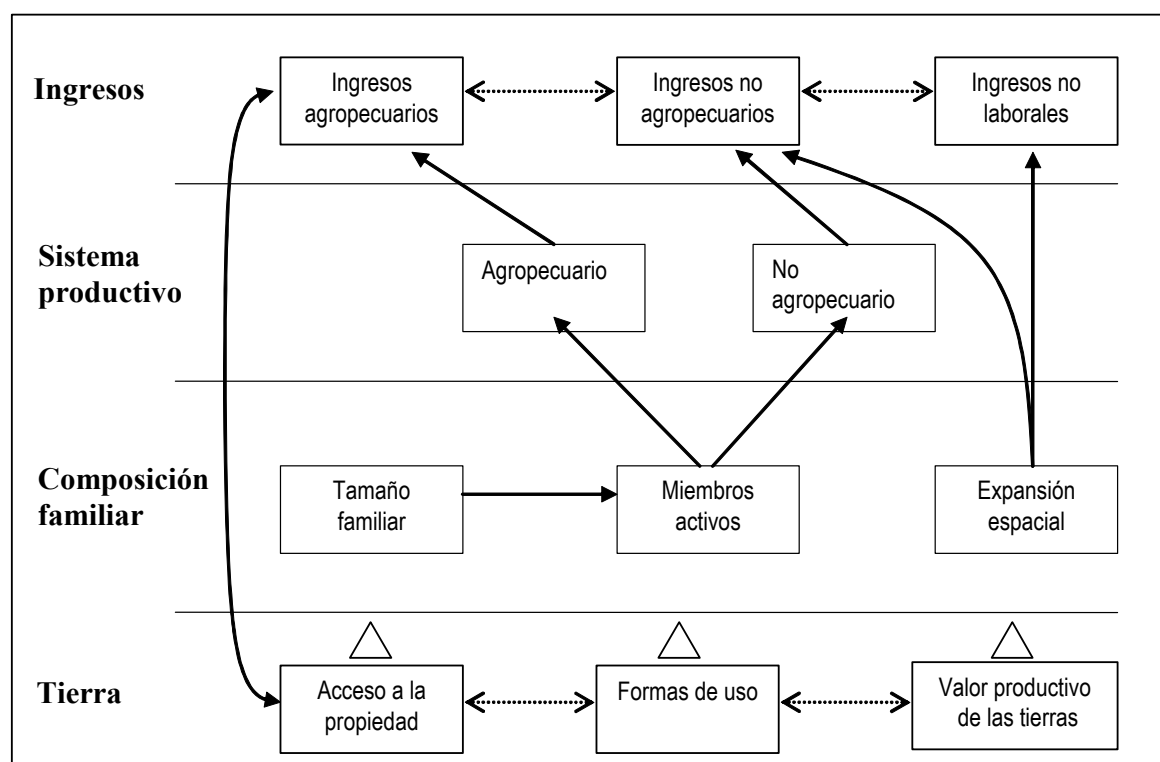 Ingresos
Ingresos
agropecuarios
Ingresos no
agropecuarios
Ingresos no
laborales
Sistema
productivo
Agropecuario
No
agropecuario
Composición
familiar
Tamaño
familiar
Miembros
activos
Expansión
espacial
Tierra
Acceso a la
propiedad
Formas de uso
Valor productivo
de las tierras